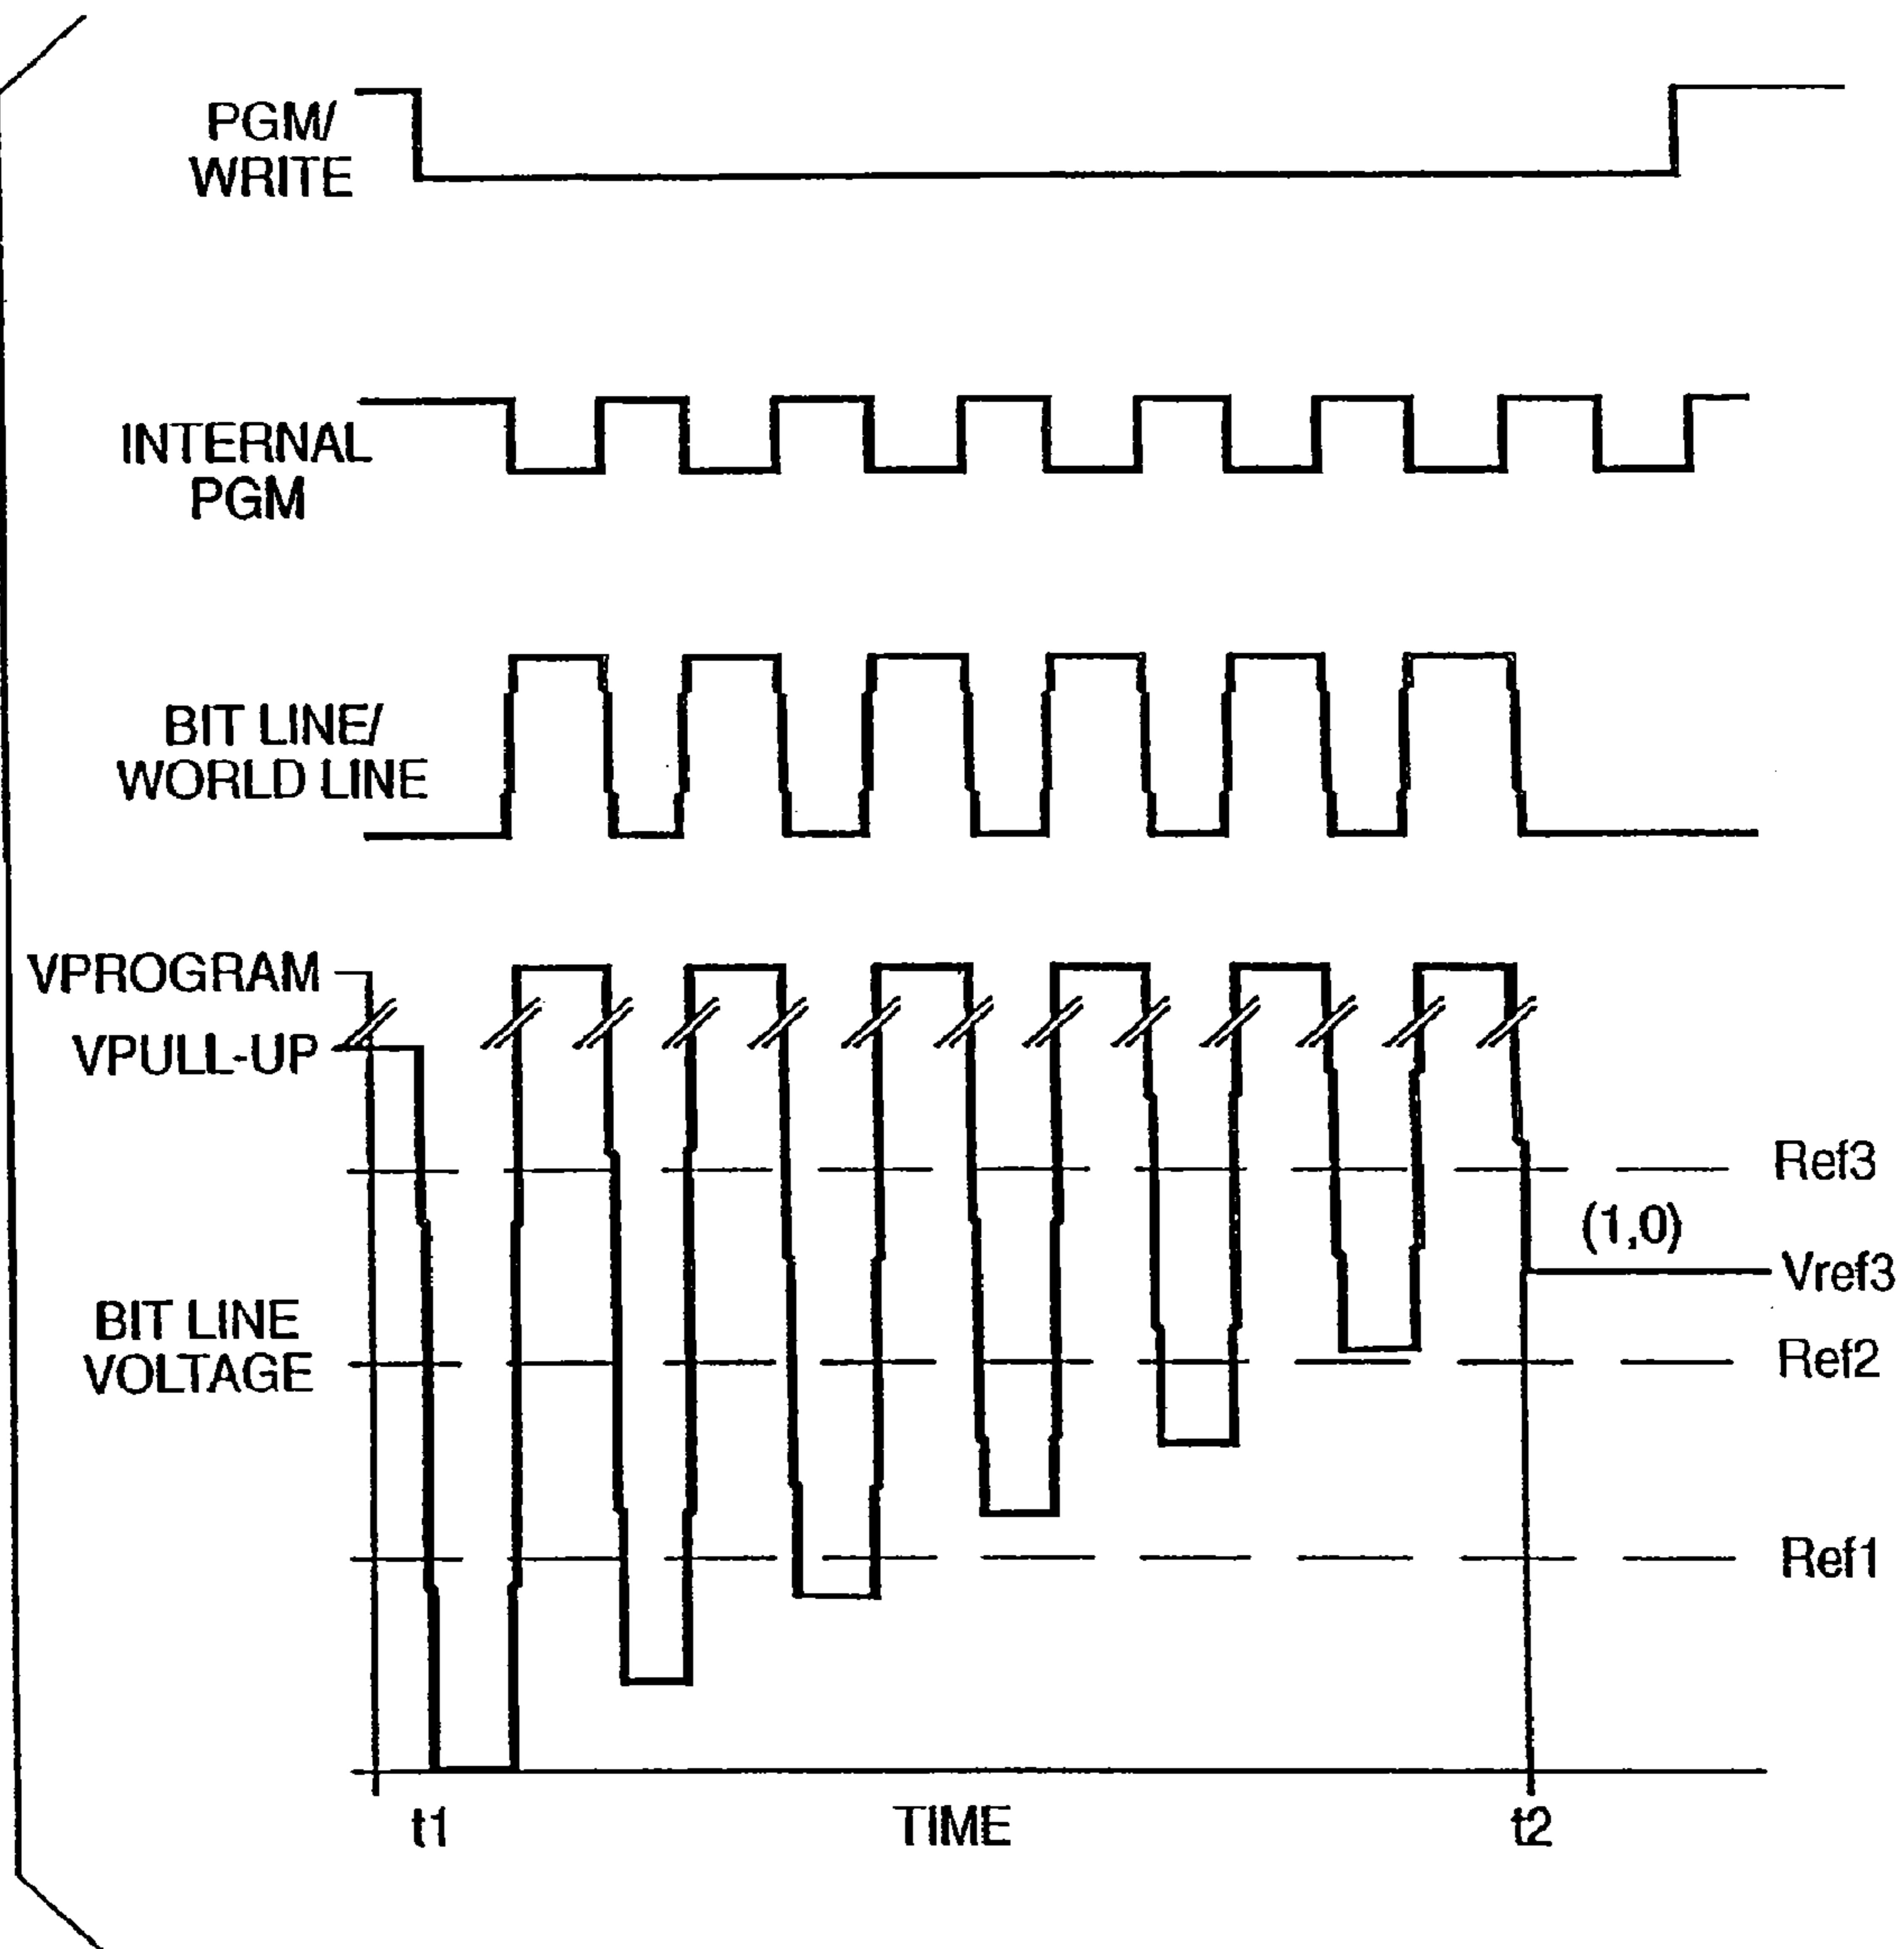 PGM/
WRITE
INTERNAL
PGM
BIT LINE/
WORLD LINE
VPROGRAM
VPULL-UP
Ref3
(1,0)
Vref3
BIT LINE
VOLTAGE
Ref2
Ref1
t1
TIME
t2